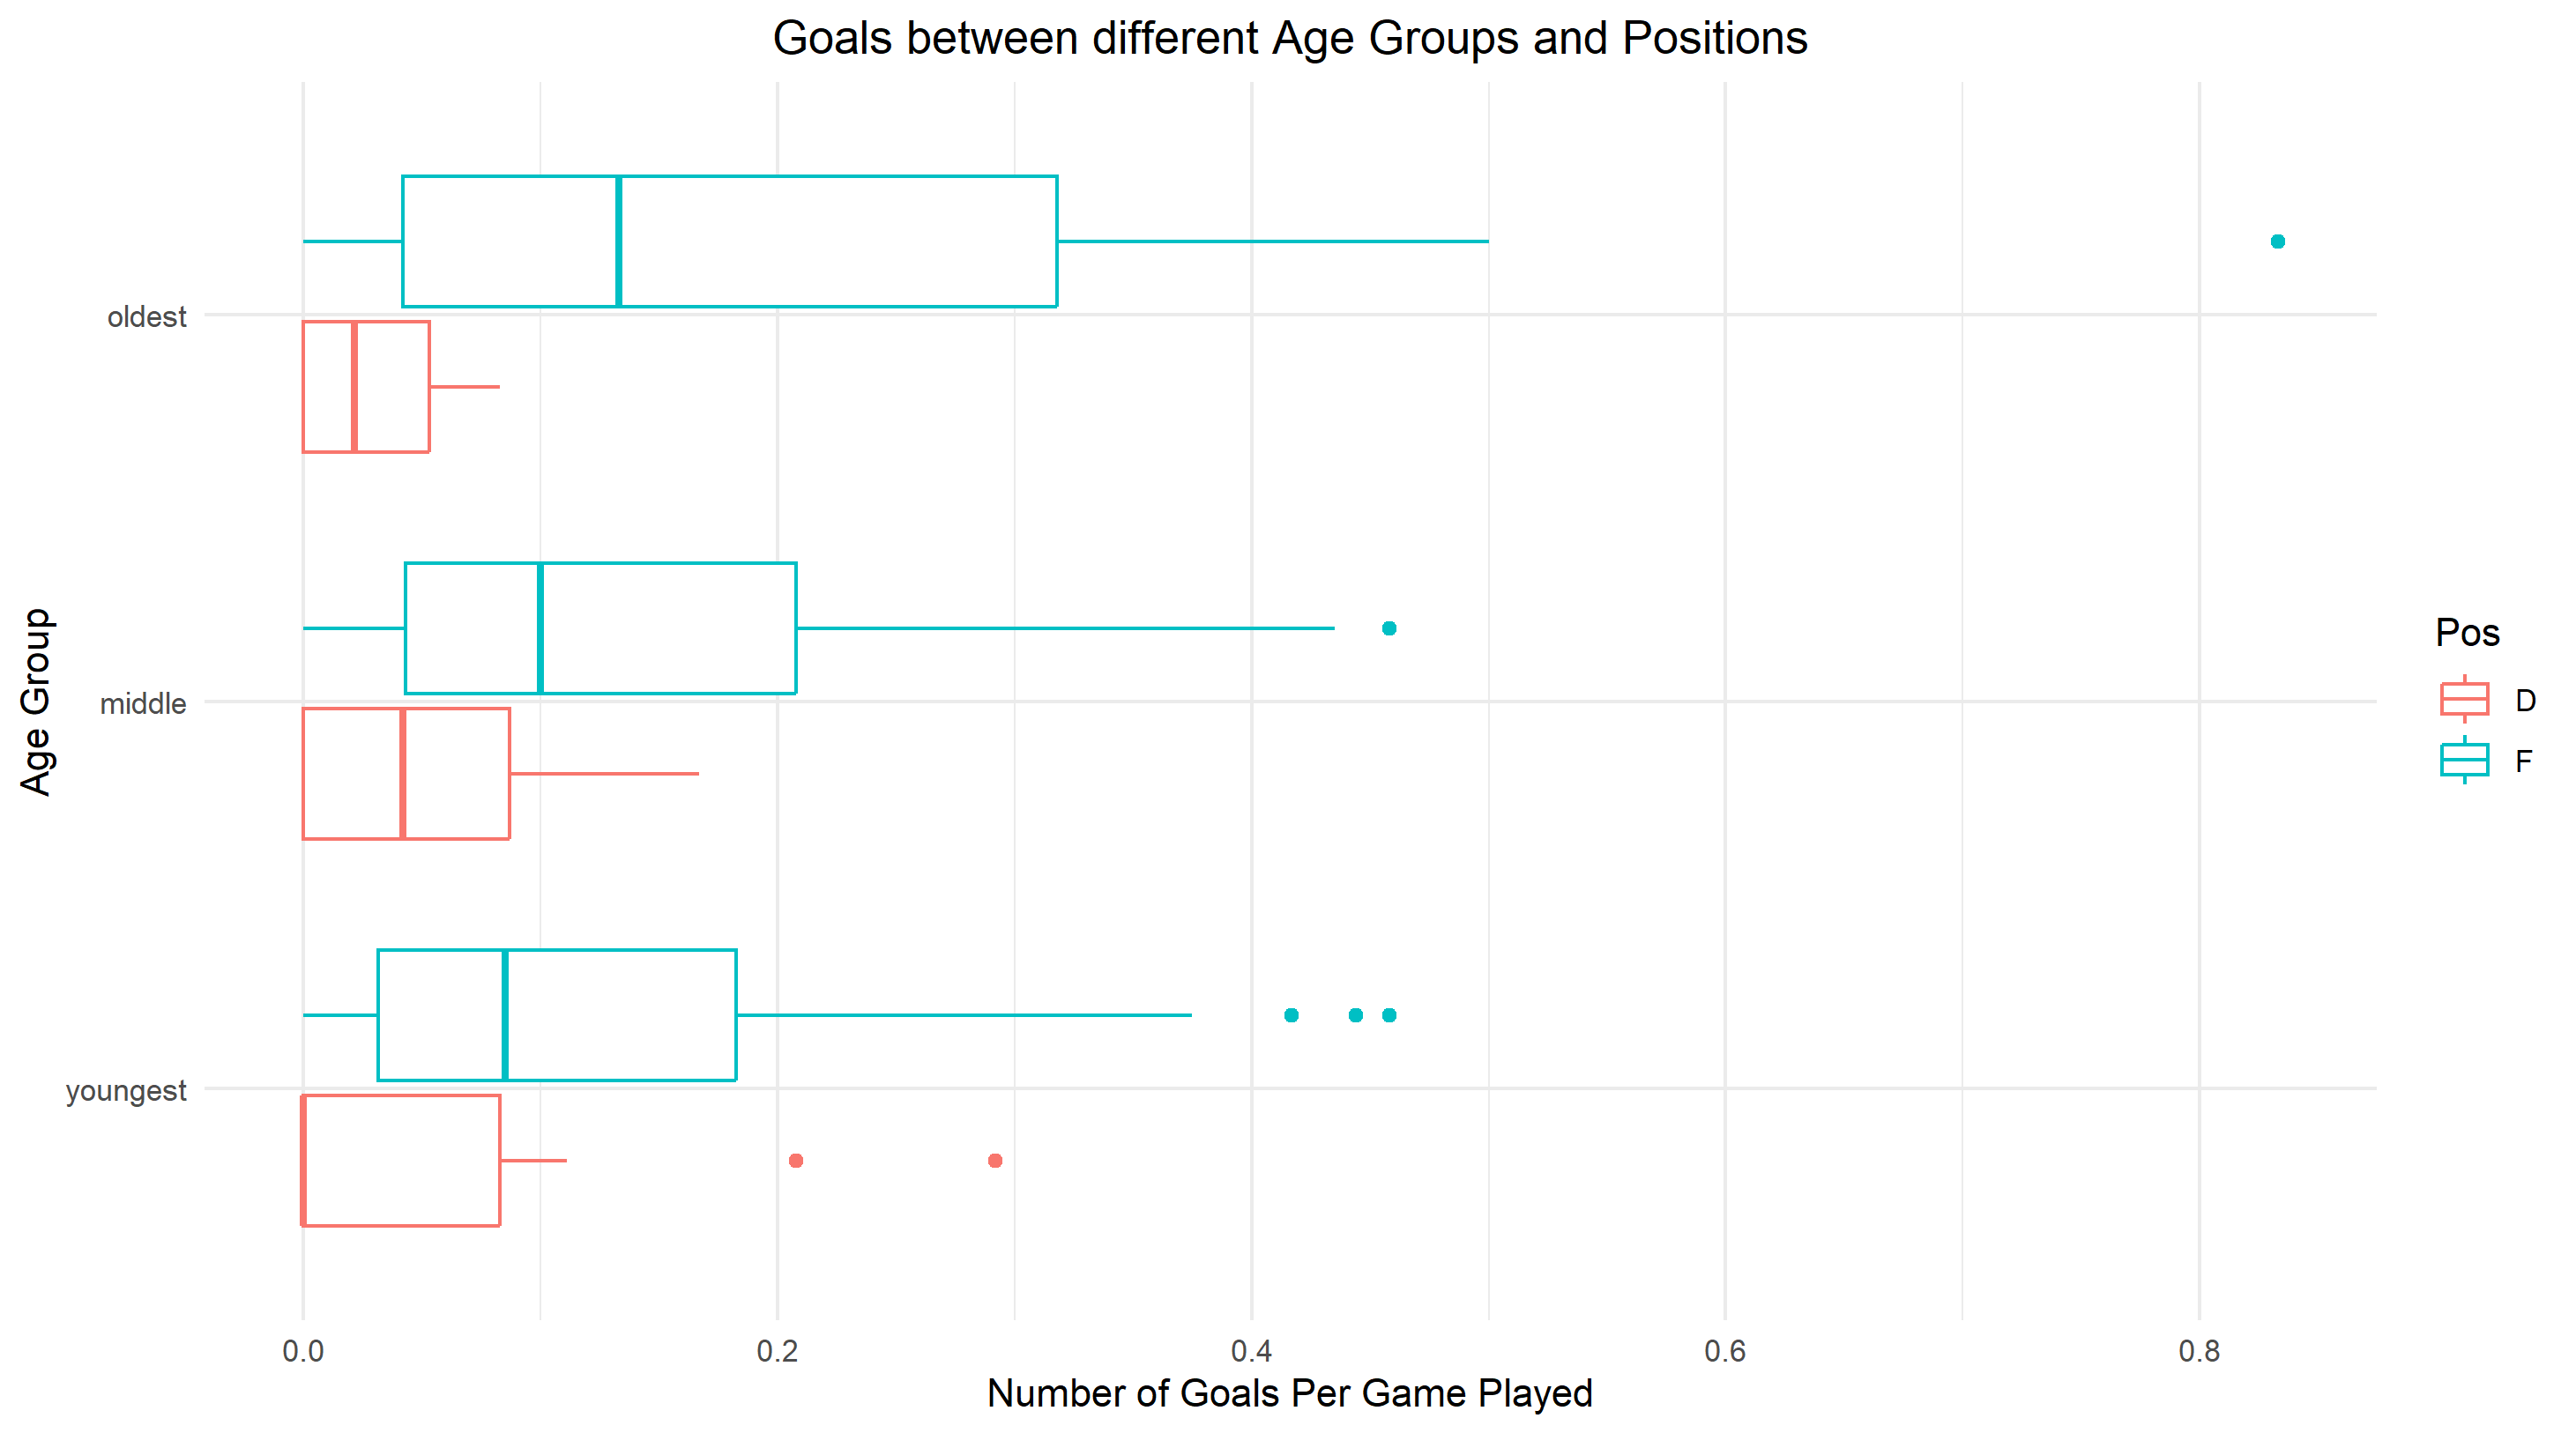 Goals between different Age Groups and Positions
Age Group
oldest
middle
youngest
0.0 0.2 0.4 0.6 0.8
Number of Goals Per Game Played
Pos
D
F